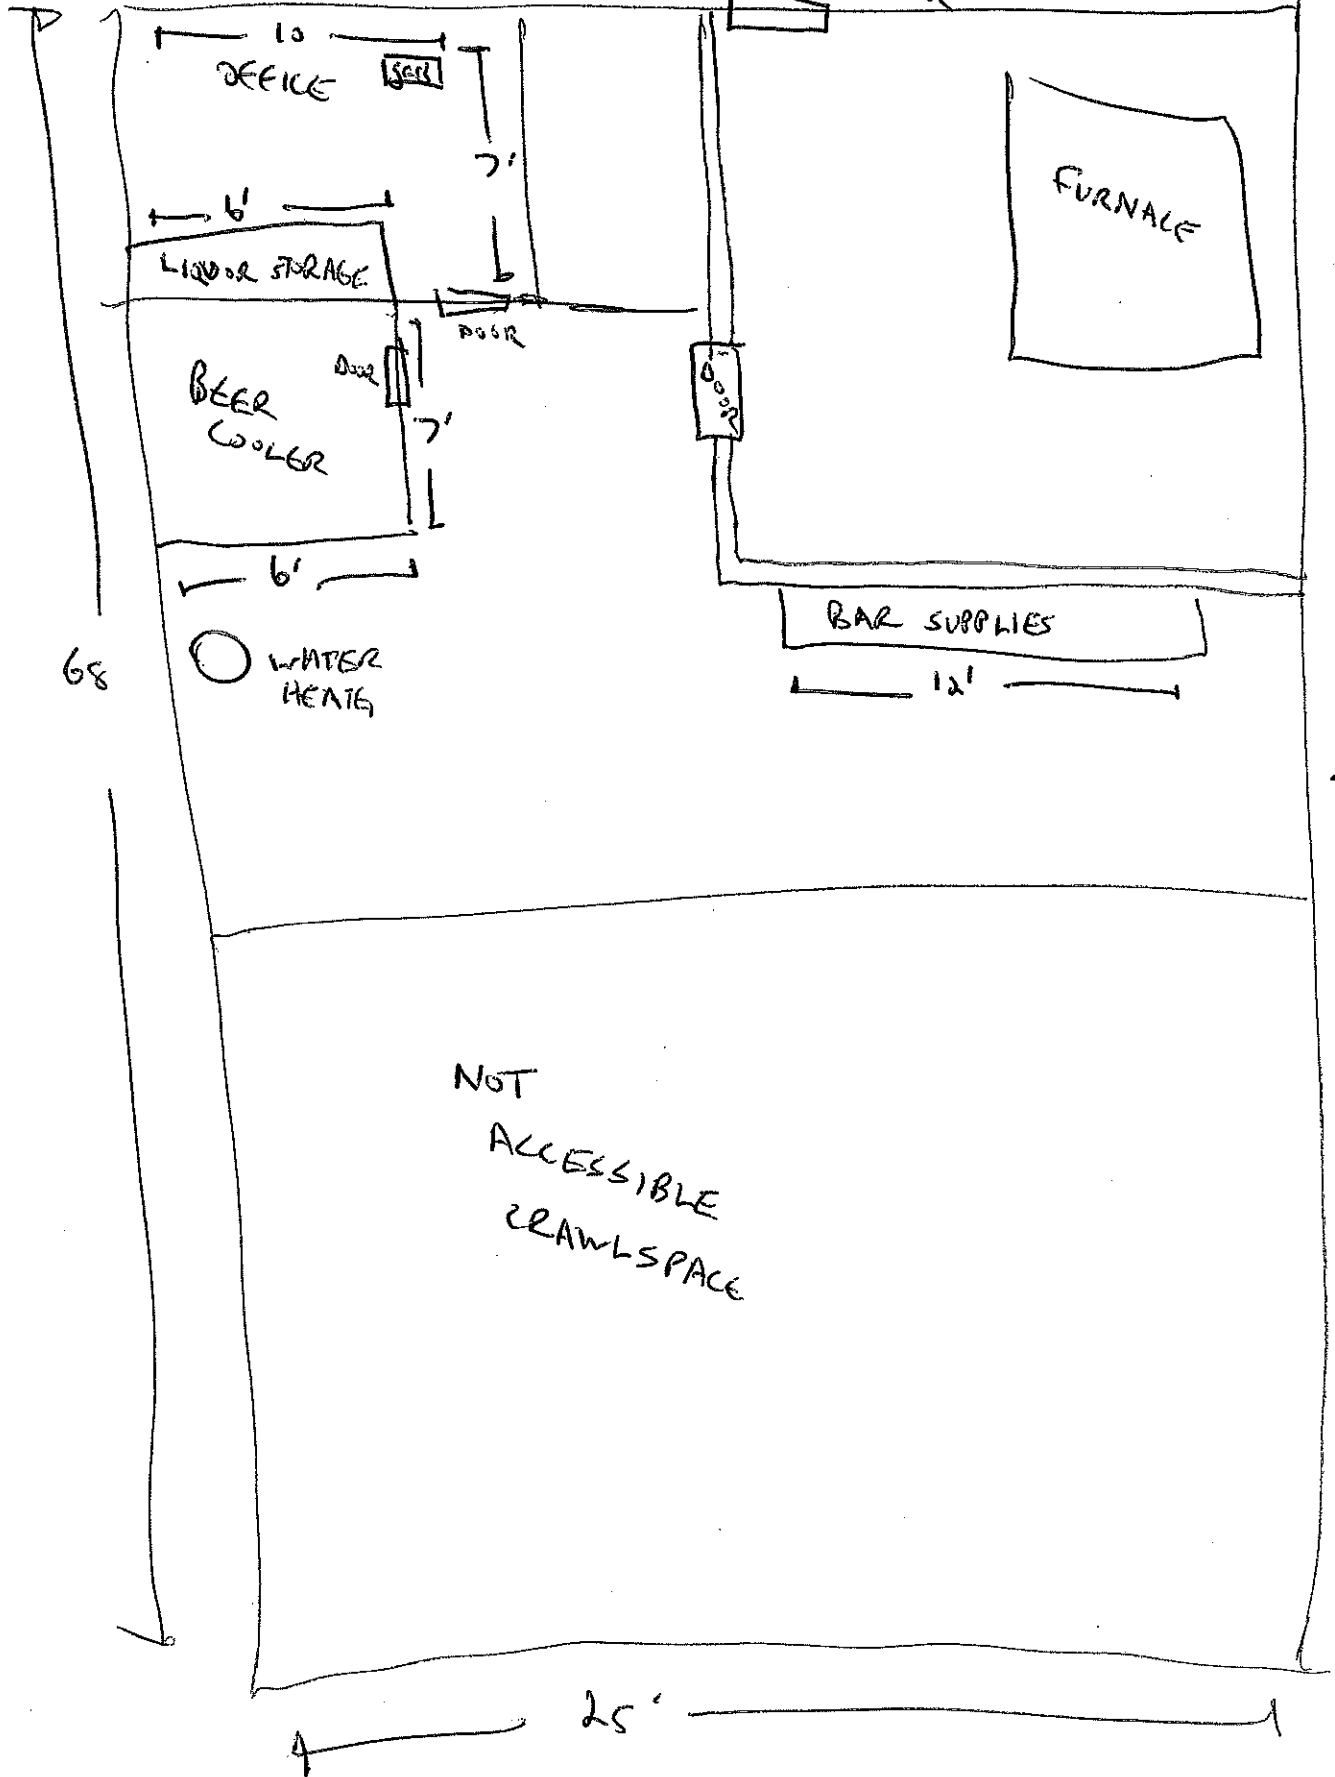 10
OFFICE
7'
FURNACE
6'
LIQUOR STORAGE
DOOR
DOOR
DOOR
BEER
COOLER
7'
6'
BAR SUPPLIES
12'
WATER
HEATE
68
NOT
ACCESSIBLE
CRAWLSPACE
25'